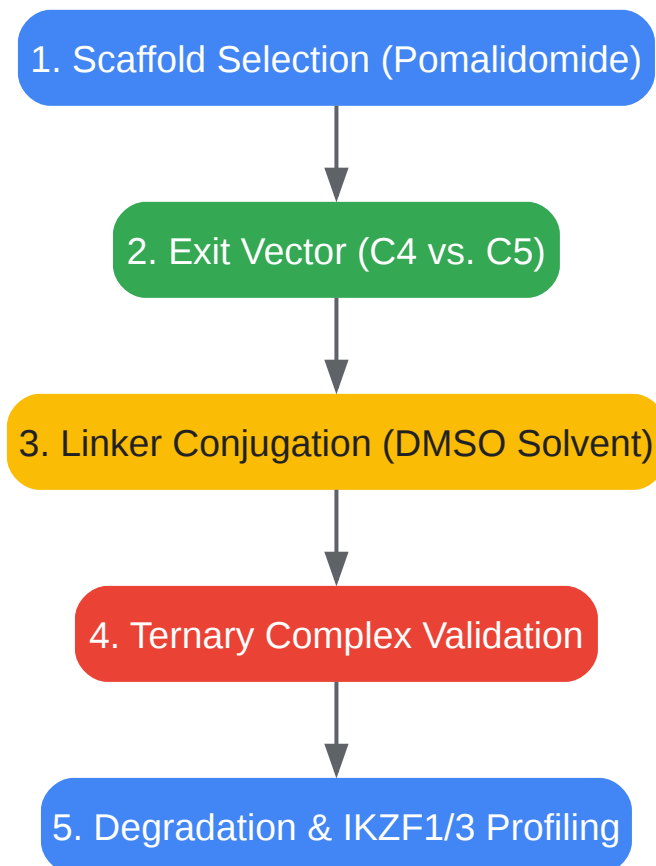 1. Scaffold Selection (Pomalidomide)
2. Exit Vector (C4 vs. C5)
3. Linker Conjugation (DMSO Solvent)
4. Ternary Complex Validation
5. Degradation & IKZF1/3 Profiling